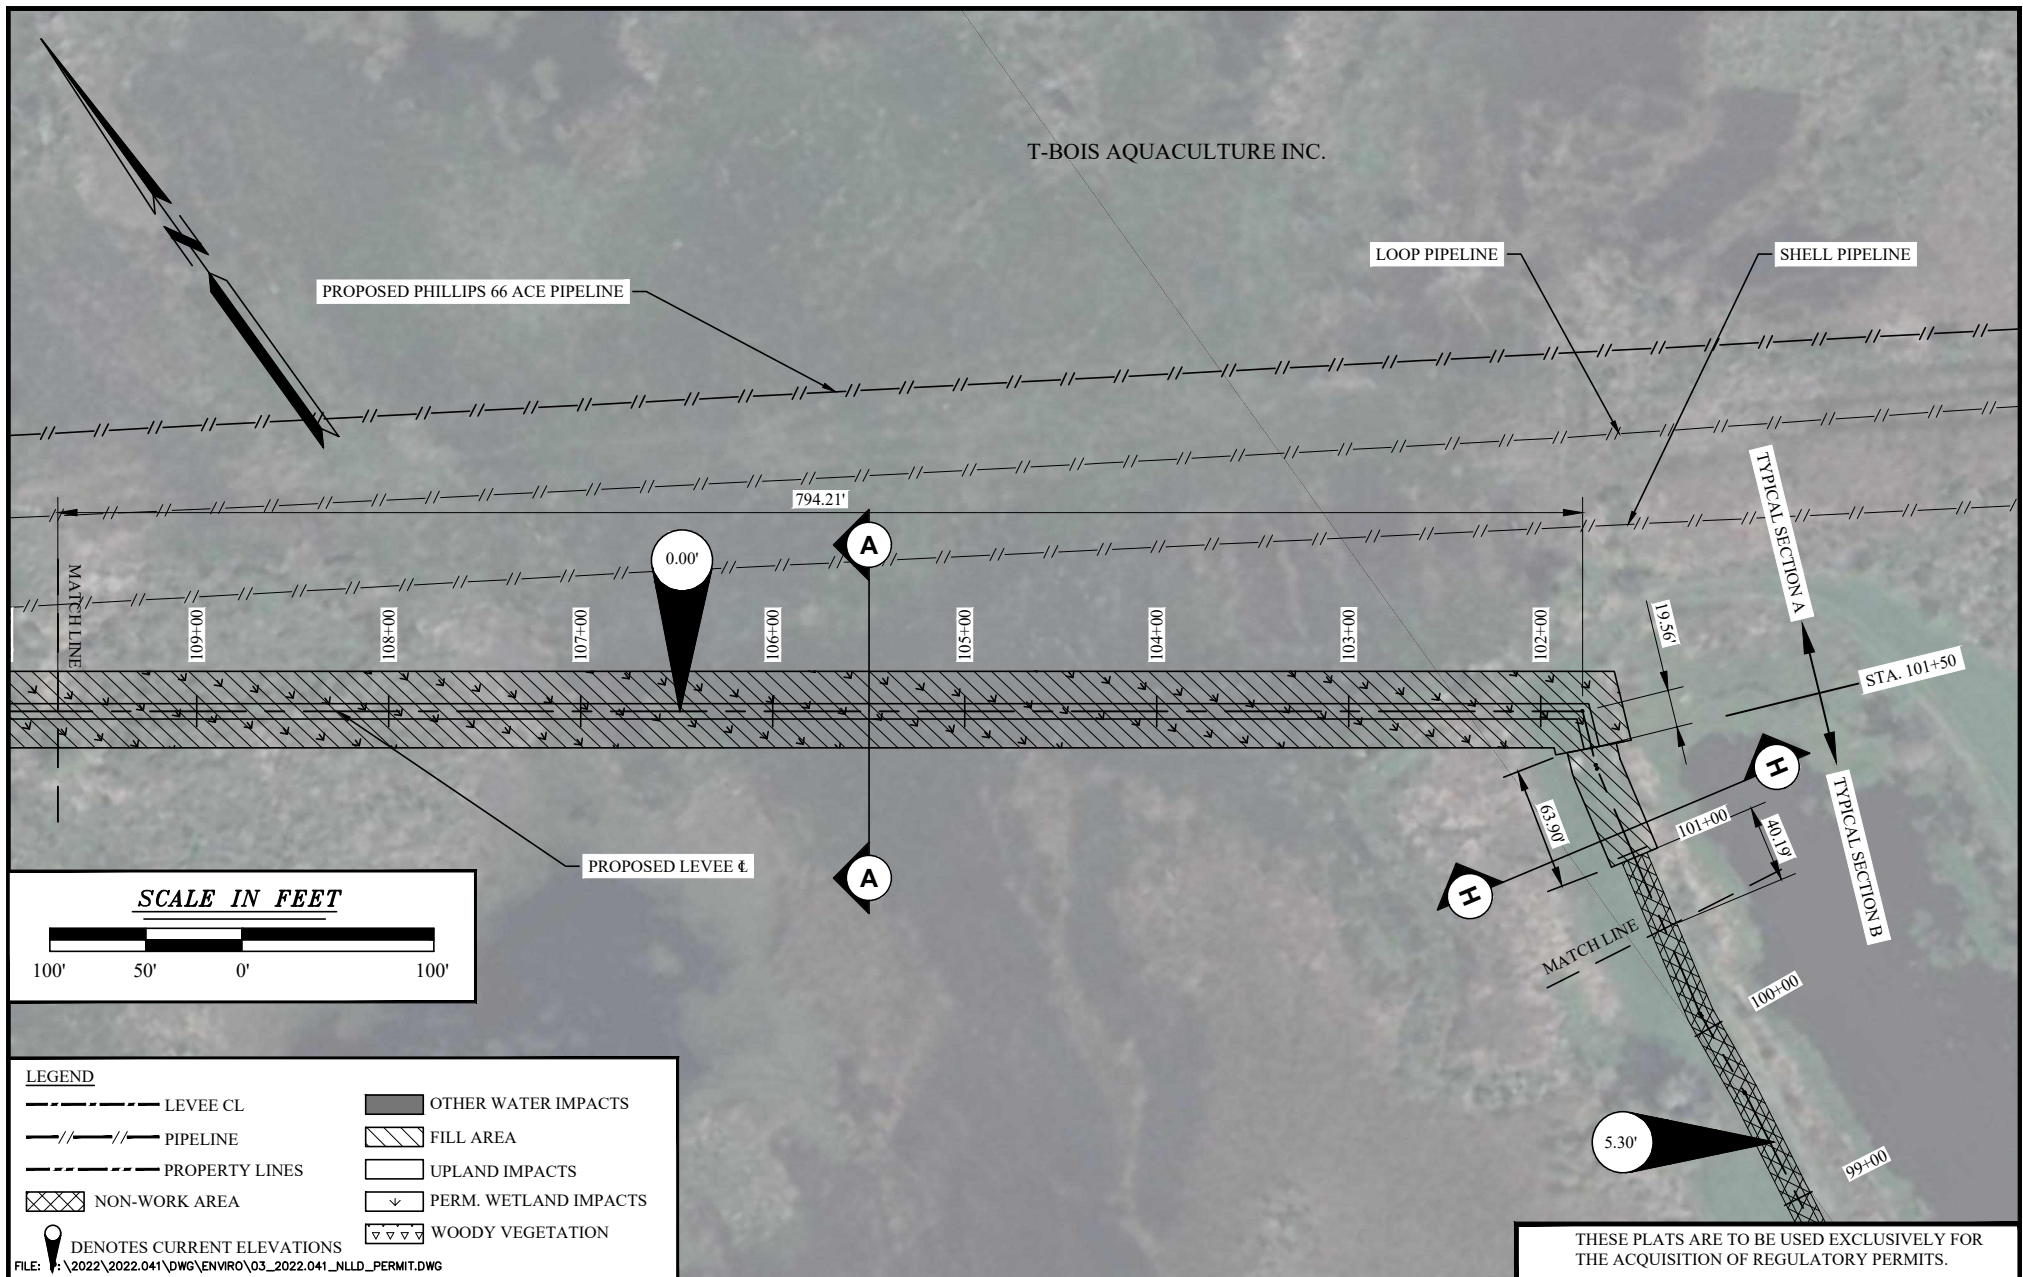 T-BOIS AQUACULTURE INC.
LOOP PIPELINE
SHELL PIPELINE
PROPOSED PHILLIPS 66 ACE PIPELINE
794.21'
TYPICAL SECTION A
0.00'
A
MATCH LINE
109+00
108+00
107+00
106+00
105+00
104+00
103+00
102+00
19.56'
STA. 101+50
H
63.90'
101+00
40.19'
TYPICAL SECTION B
PROPOSED LEVEE ℄
A
H
MATCH LINE
100+00
99+00
5.30'
SCALE IN FEET
100' 50' 0' 100'
LEGEND
LEVEE CL
PIPELINE
PROPERTY LINES
NON-WORK AREA
DENOTES CURRENT ELEVATIONS
OTHER WATER IMPACTS
FILL AREA
UPLAND IMPACTS
PERM. WETLAND IMPACTS
WOODY VEGETATION
FILE: :\2022\2022.041\DWG\ENVIRO\03_2022.041_NLLD_PERMIT.DWG
THESE PLATS ARE TO BE USED EXCLUSIVELY FOR
THE ACQUISITION OF REGULATORY PERMITS.